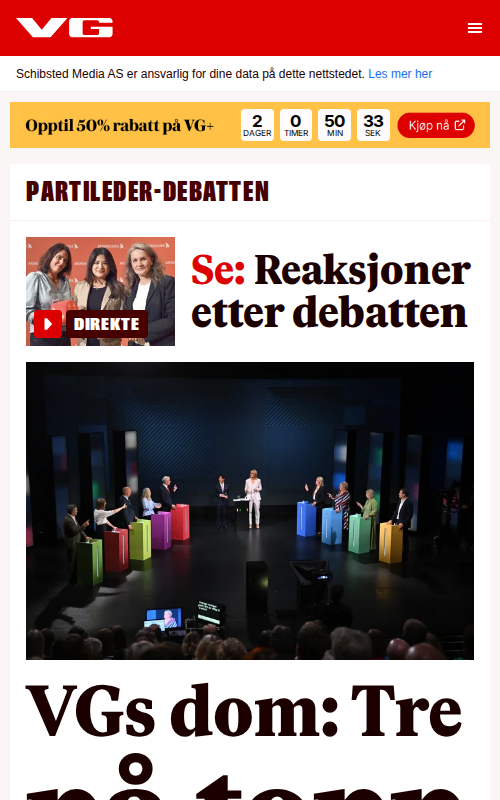 VG
Schibsted Media AS er ansvarlig for dine data på dette nettstedet. Les mer her
Opptil 50% rabatt på VG+
2 0 50 33
DAGER TIMER MIN SEK
Kjøp nå
PARTILEDER-DEBATTEN
DIREKTE
Se: Reaksjoner
etter debatten
VGs dom: Tre
på topp